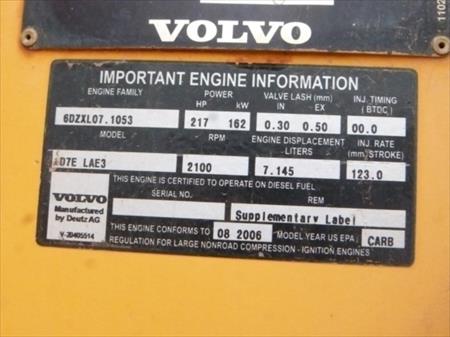 VOLVO
1102
IMPORTANT ENGINE INFORMATION
ENGINE FAMILY POWER VALVE LASH (mm) INJ. TIMING
HP kW IN EX (BTDC)
6DZXL07.1053 217 162 0.30 0.50 00.0
MODEL RPM ENGINE DISPLACEMENT INJ. RATE
LITERS (mm/STROKE)
D7E LAE3 2100 7.145 123.0
THIS ENGINE IS CERTIFIED TO OPERATE ON DIESEL FUEL
SERIAL NO. REM
VOLVO
Manufactured
by Deutz AG
V-20405514
Supplementary Label
THIS ENGINE CONFORMS TO 08 2006 MODEL YEAR US EPA, CARB
REGULATION FOR LARGE NONROAD COMPRESSION - IGNITION ENGINES